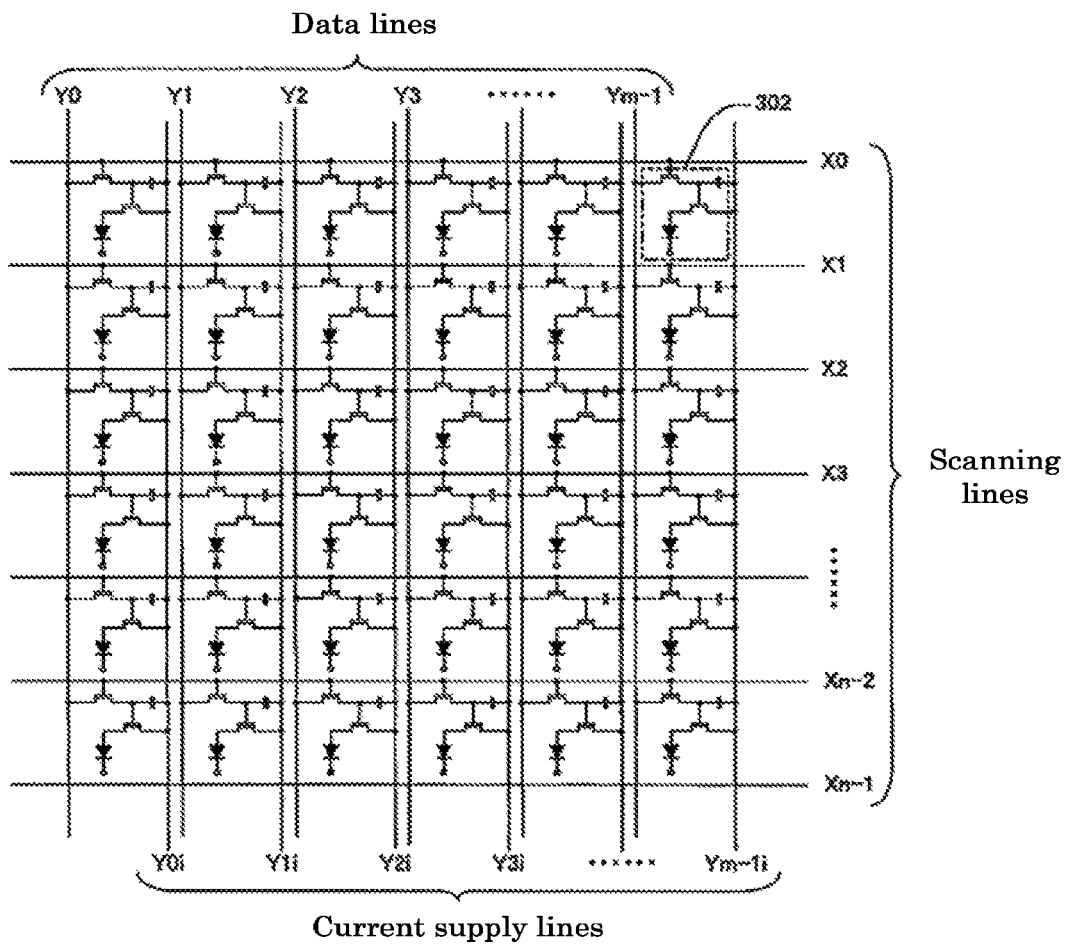 Data lines
Y0 Y1 Y2 Y3 ...... Ym-1
302
X0
X1
X2
X3
Scanning
lines
......
Xn-2
Xn-1
Y0i Y1i Y2i Y3i ...... Ym-1i
Current supply lines